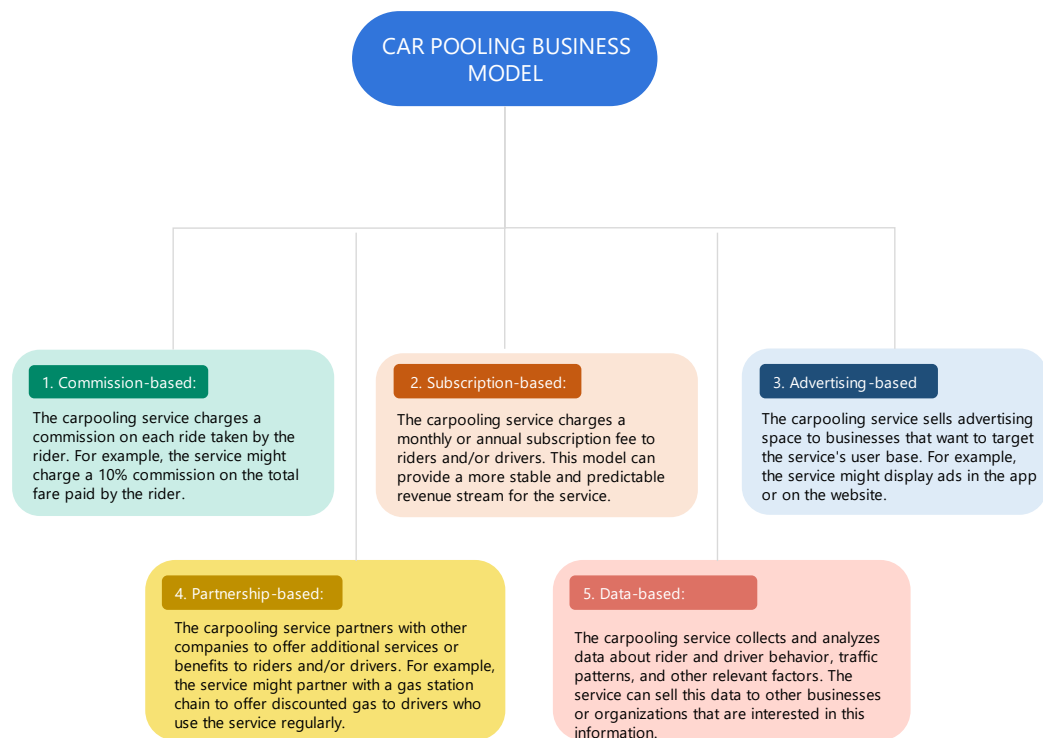 CAR POOLING BUSINESS
MODEL
1. Commission-based:
The carpooling service charges a
commission on each ride taken by the
rider. For example, the service might
charge a 10% commission on the total
fare paid by the rider.
2. Subscription-based:
The carpooling service charges a
monthly or annual subscription fee to
riders and/or drivers. This model can
provide a more stable and predictable
revenue stream for the service.
3. Advertising-based
The carpooling service sells advertising
space to businesses that want to target
the service's user base. For example,
the service might display ads in the app
or on the website.
4. Partnership-based:
The carpooling service partners with other
companies to offer additional services or
benefits to riders and/or drivers. For example,
the service might partner with a gas station
chain to offer discounted gas to drivers who
use the service regularly.
5. Data-based:
The carpooling service collects and analyzes
data about rider and driver behavior, traffic
patterns, and other relevant factors. The
service can sell this data to other businesses
or organizations that are interested in this
information.